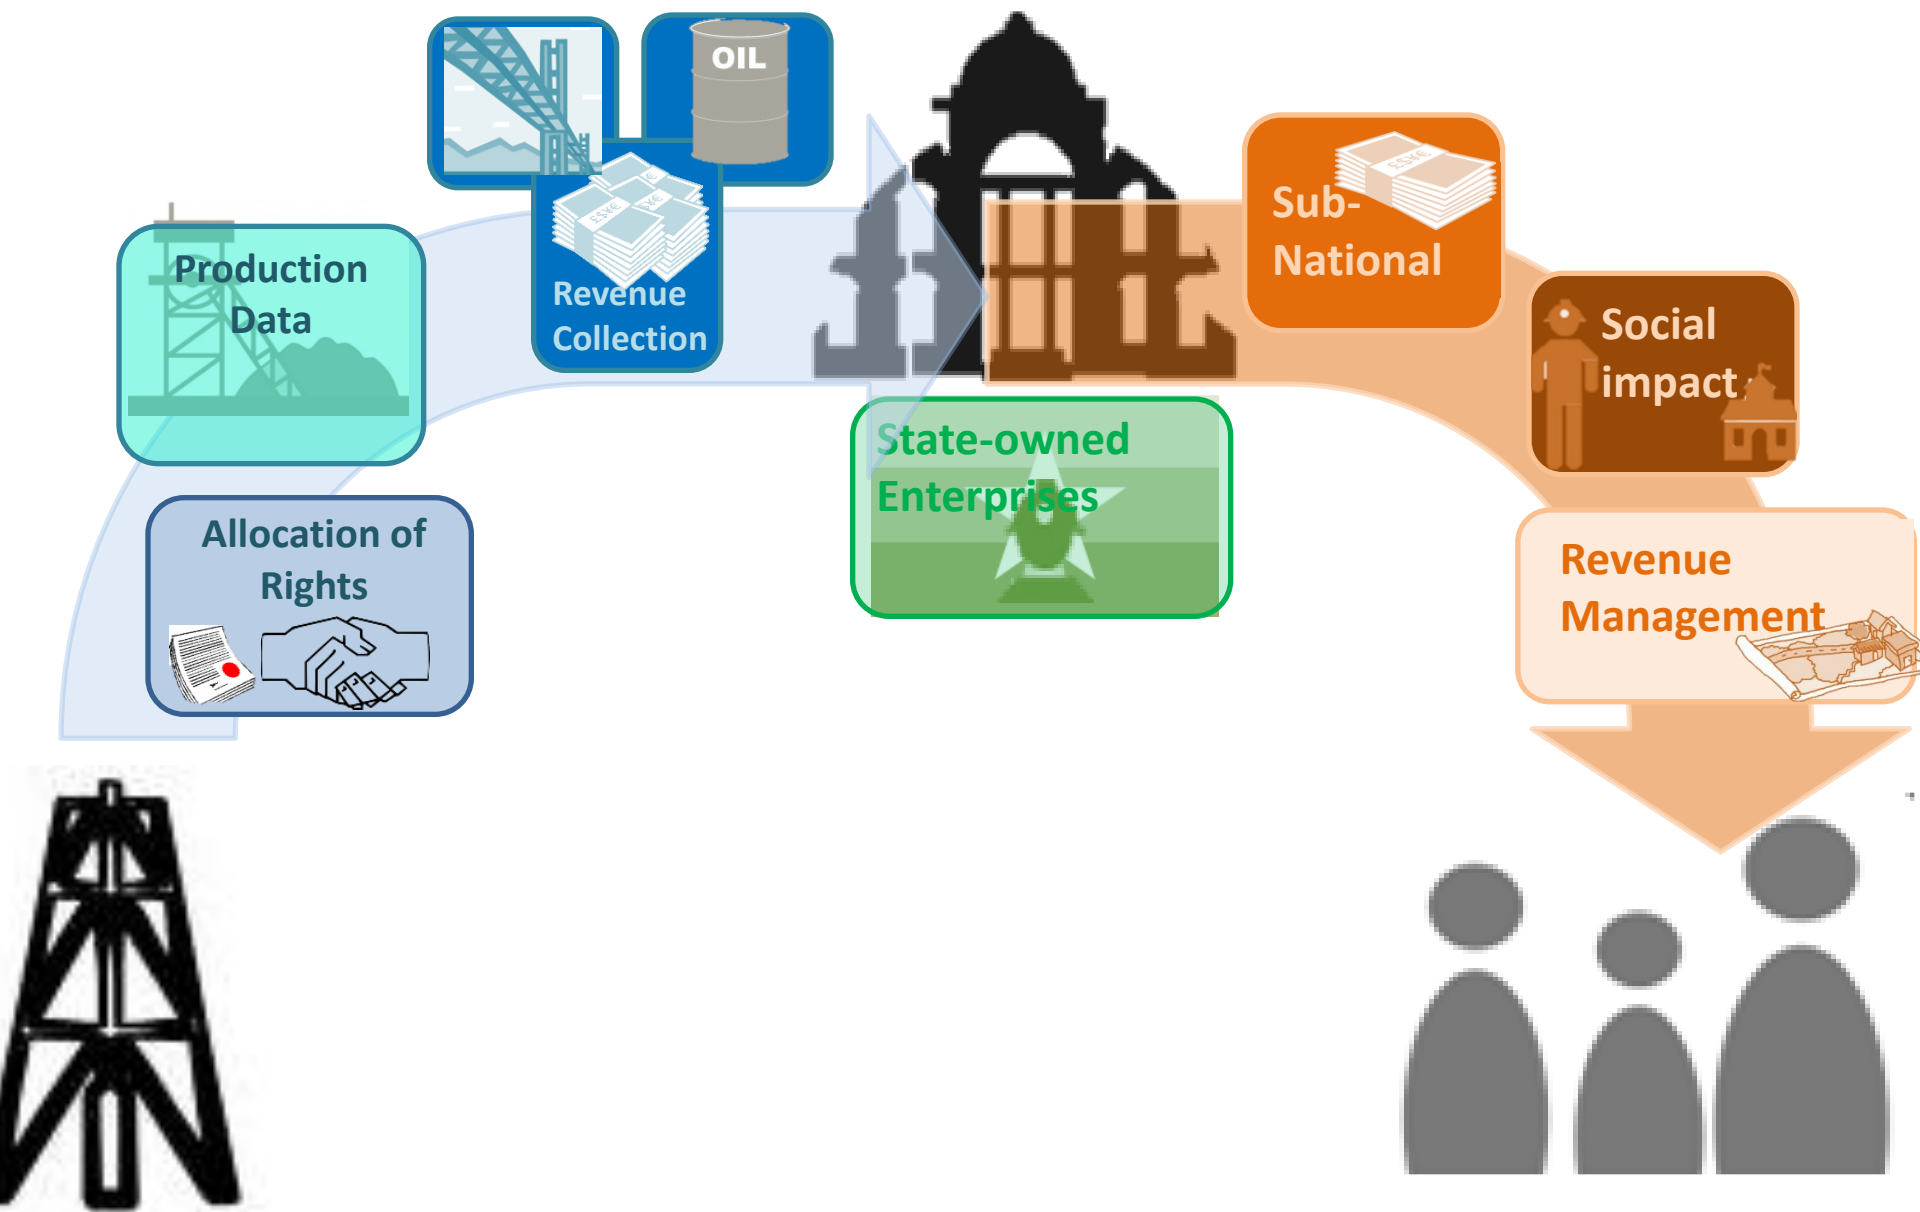 OIL
Revenue
Collection
Production
Data
Allocation of
Rights
State-owned
Enterprises
Sub-
National
Social
impact
Revenue
Management